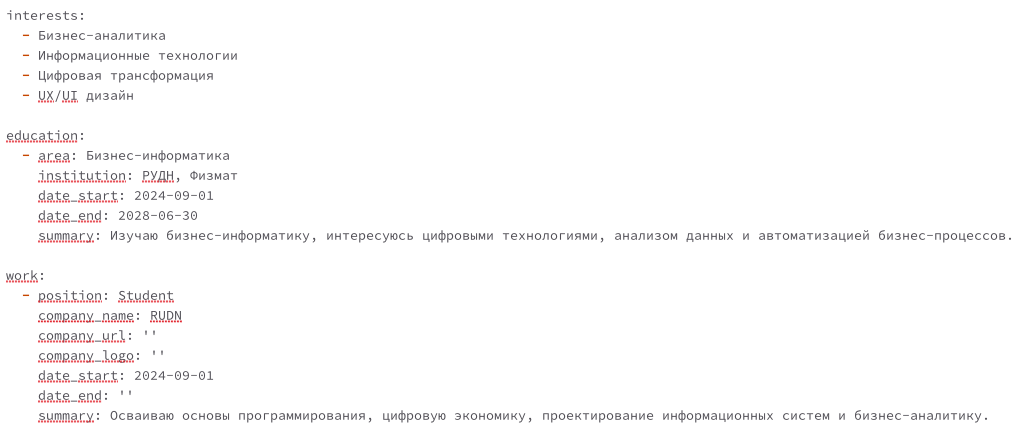 interests:
  - Бизнес-аналитика
  - Информационные технологии
  - Цифровая трансформация
  - UX/UI дизайн

education:
  - area: Бизнес-информатика
    institution: РУДН, Физмат
    date_start: 2024-09-01
    date_end: 2028-06-30
    summary: Изучаю бизнес-информатику, интересуюсь цифровыми технологиями, анализом данных и автоматизацией бизнес-процессов.

work:
  - position: Student
    company_name: RUDN
    company_url: ''
    company_logo: ''
    date_start: 2024-09-01
    date_end: ''
    summary: Осваиваю основы программирования, цифровую экономику, проектирование информационных систем и бизнес-аналитику.